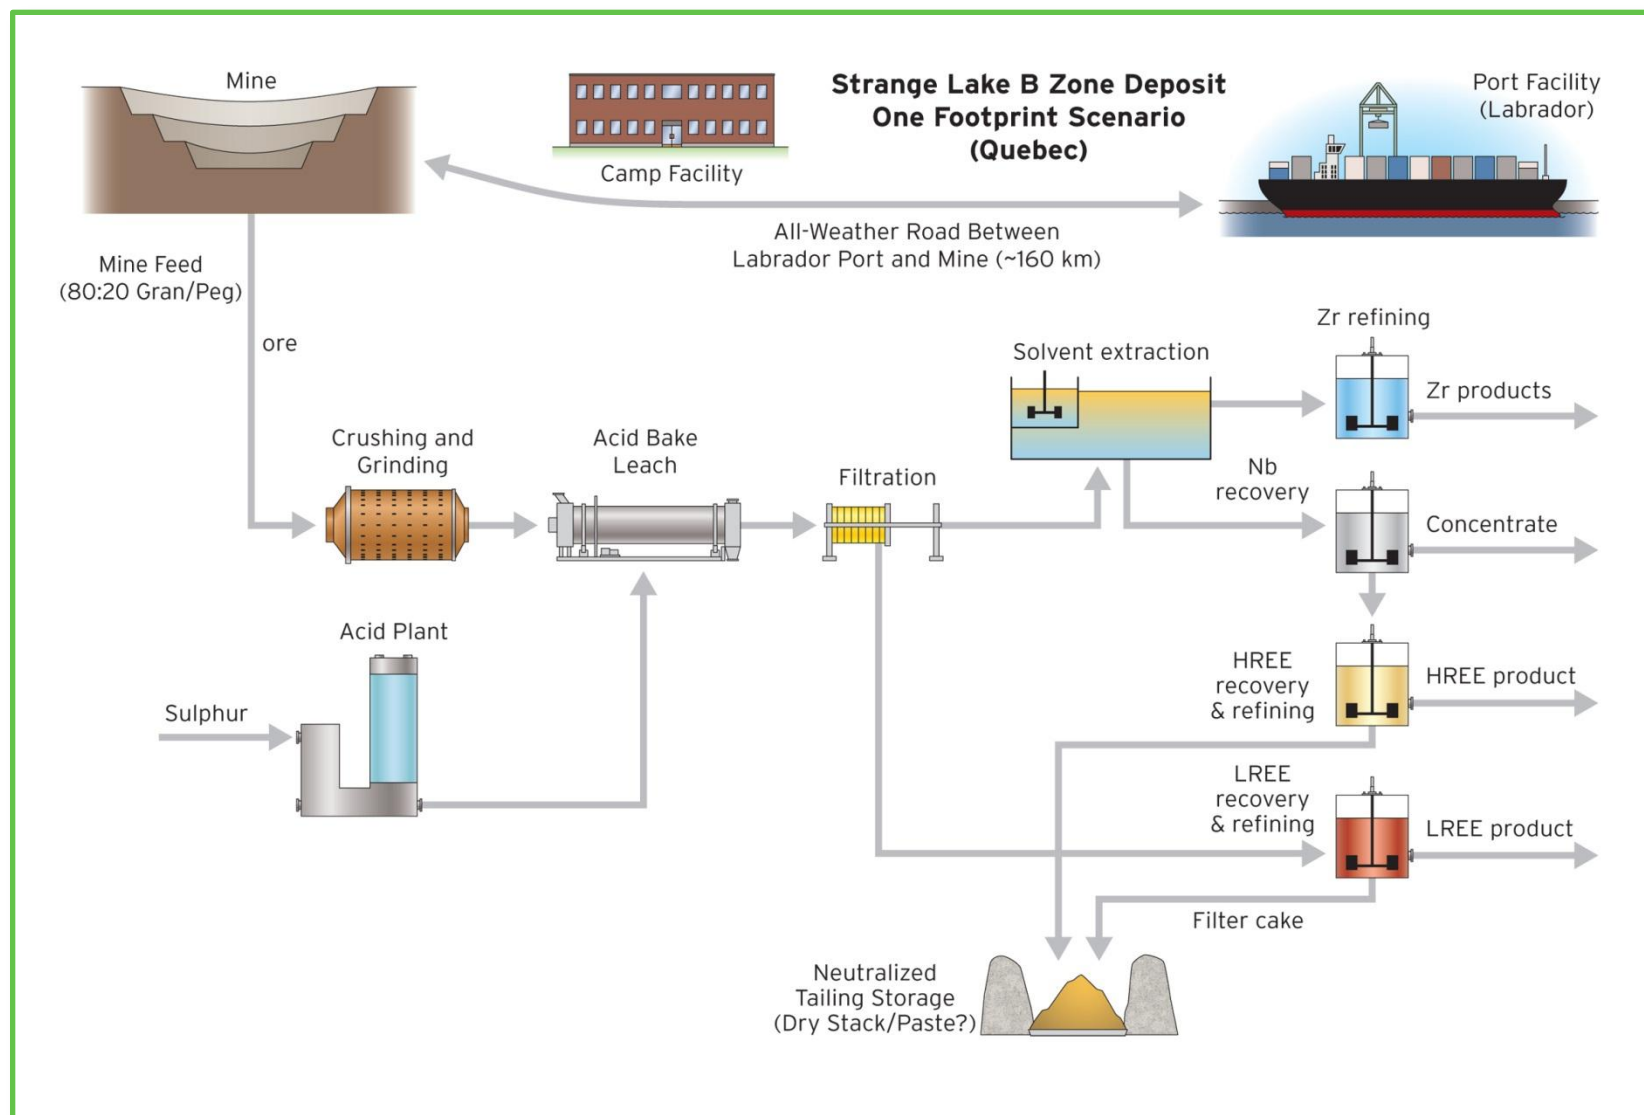 Mine
Camp Facility
Strange Lake B Zone Deposit
One Footprint Scenario
(Quebec)
Port Facility
(Labrador)
All-Weather Road Between
Labrador Port and Mine (~160 km)
Mine Feed
(80:20 Gran/Peg)
ore
Crushing and
Grinding
Acid Bake
Leach
Filtration
Solvent extraction
Zr refining
Zr products
Nb
recovery
Concentrate
Acid Plant
Sulphur
HREE
recovery
& refining
HREE product
LREE
recovery
& refining
LREE product
Filter cake
Neutralized
Tailing Storage
(Dry Stack/Paste?)